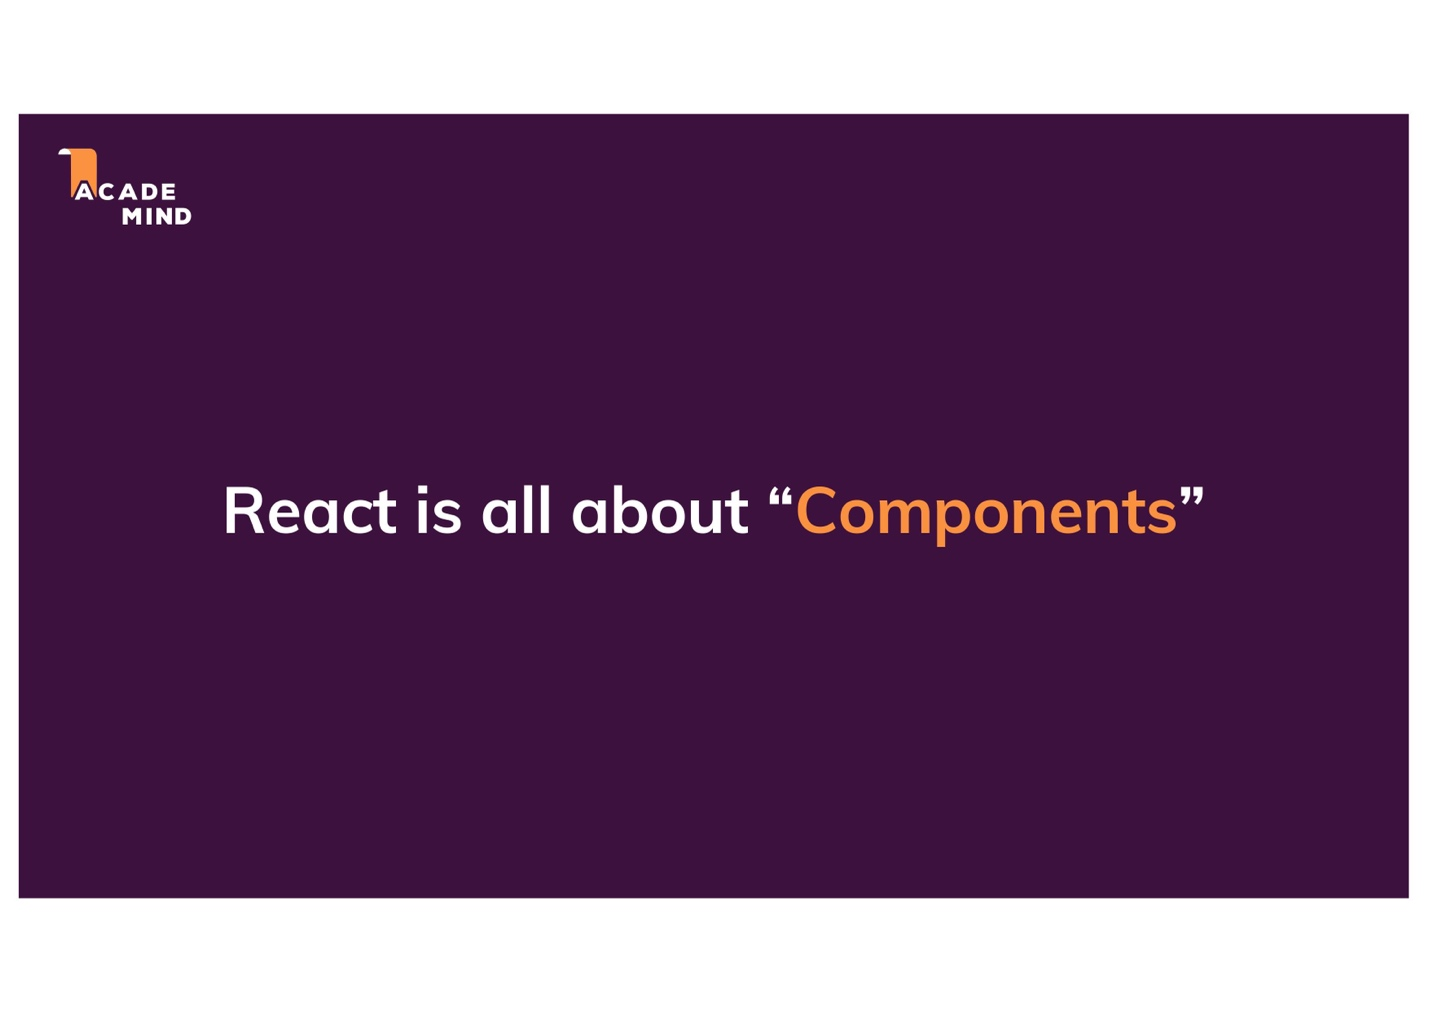 ACADE
MIND
React is all about “Components”